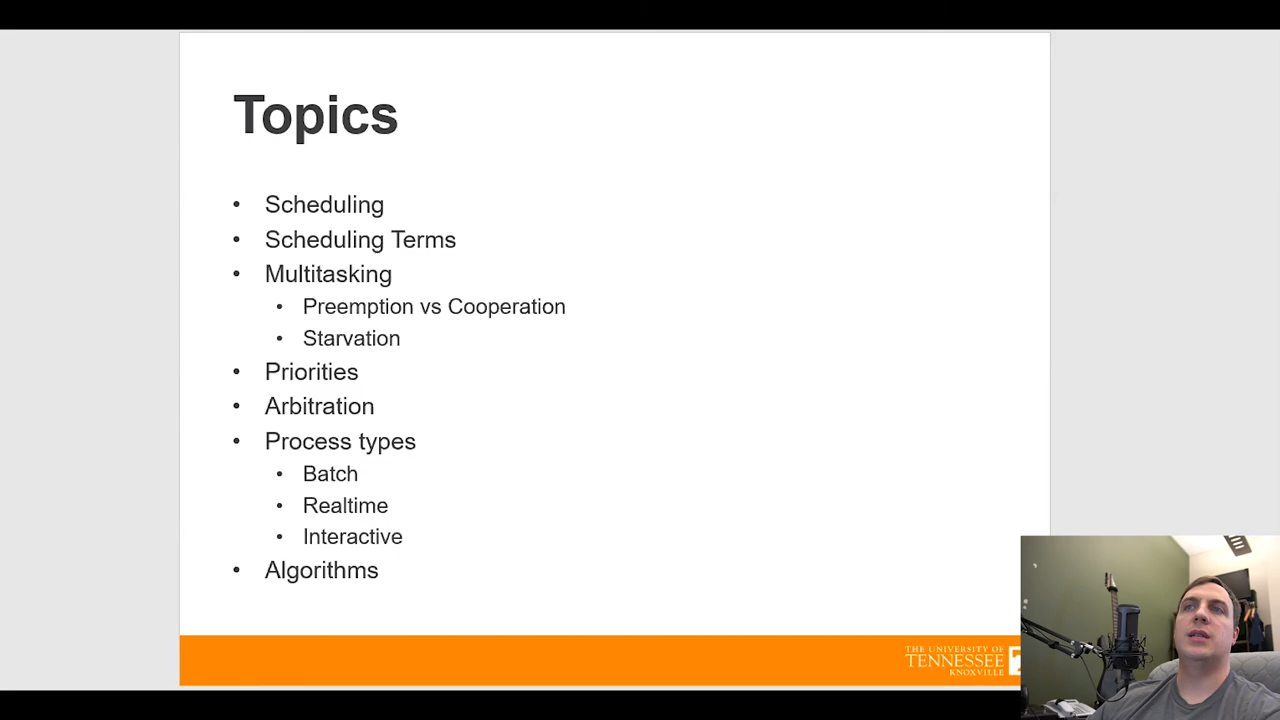 Topics
• Scheduling
• Scheduling Terms
• Multitasking
• Preemption vs Cooperation
• Starvation
• Priorities
• Arbitration
• Process types
• Batch
• Realtime
• Interactive
• Algorithms
THE UNIVERSITY OF
TENNESSEE
KNOXVILLE